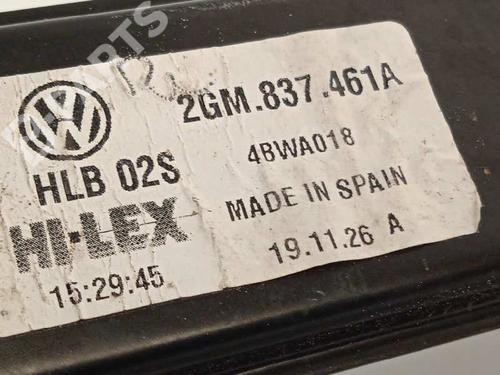 2GM.837.461A
HLB 02S
4BWA018
HI-LEX
MADE IN SPAIN
15:29:45
19.11.26 A